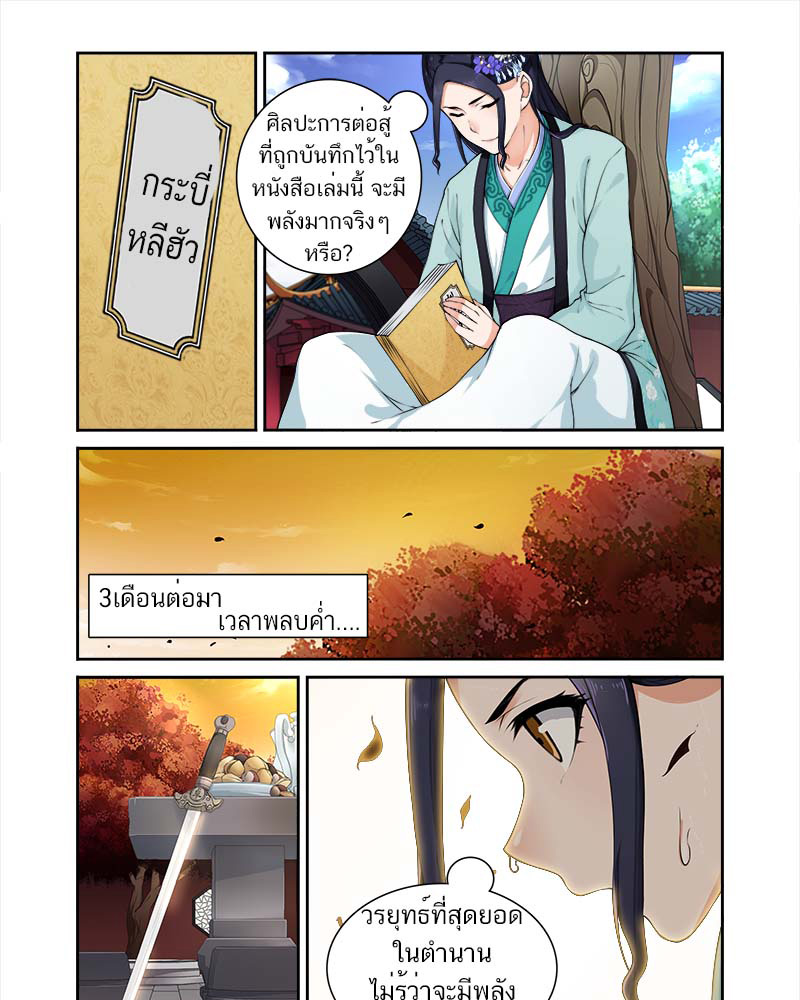 กระบี่
หลีฮัว
ศิลปะการต่อสู้
ที่ถูกบันทึกไว้ใน
หนังสือเล่มนี้ จะมี
พลังมากจริงๆ
หรือ?
3เดือนต่อมา
เวลาพลบค่ำ....
วรยุทธ์ที่สุดยอด
ในตำนาน
ไม่รู้ว่าจะมีพลัง